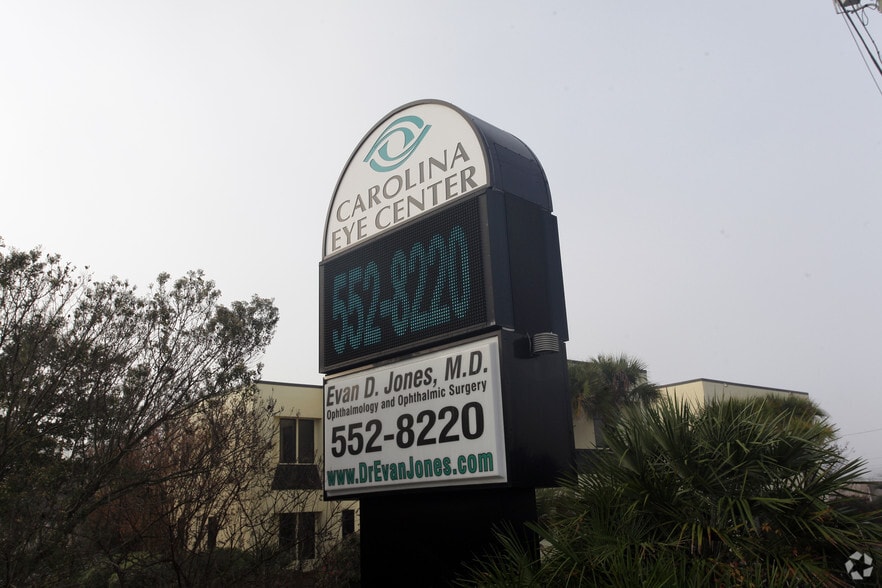 CAROLINA
EYE CENTER
552-8220
Evan D. Jones, M.D.
Ophthalmology and Ophthalmic Surgery
552-8220
www.DrEvanJones.com